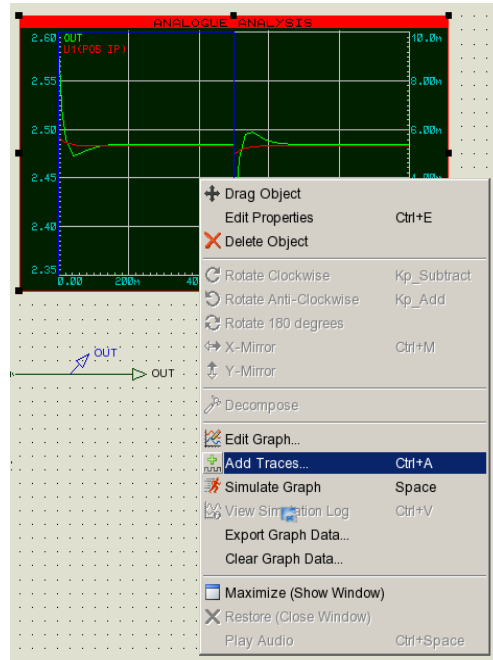 ANALOGUE ANALYSIS
2.60 OUT 10.0m
U1(POS IP)
2.55 8.00m
2.50 6.00m
2.45 4.00m
2.40
2.35
0.00 200m 40
Drag Object
Edit Properties Ctrl+E
Delete Object
Rotate Clockwise Kp_Subtract
Rotate Anti-Clockwise Kp_Add
Rotate 180 degrees
X-Mirror Ctrl+M
Y-Mirror
Decompose
Edit Graph...
Add Traces... Ctrl+A
Simulate Graph Space
View Simulation Log Ctrl+V
Export Graph Data...
Clear Graph Data...
Maximize (Show Window)
Restore (Close Window)
Play Audio Ctrl+Space
OUT
OUT